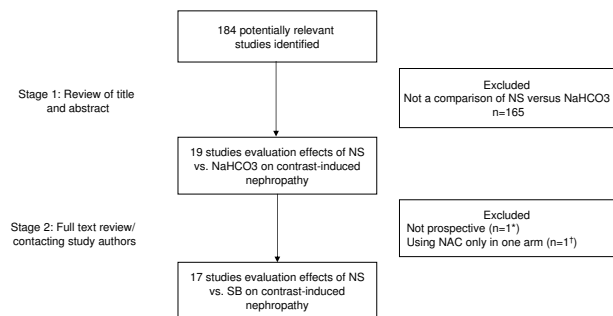 184 potentially relevant
studies identified
Stage 1: Review of title
and abstract
Excluded
Not a comparison of NS versus NaHCO3
n=165
19 studies evaluation effects of NS
vs. NaHCO3 on contrast-induced
nephropathy
Stage 2: Full text review/
contacting study authors
Excluded
Not prospective (n=1*)
Using NAC only in one arm (n=1†)
17 studies evaluation effects of NS
vs. SB on contrast-induced
nephropathy